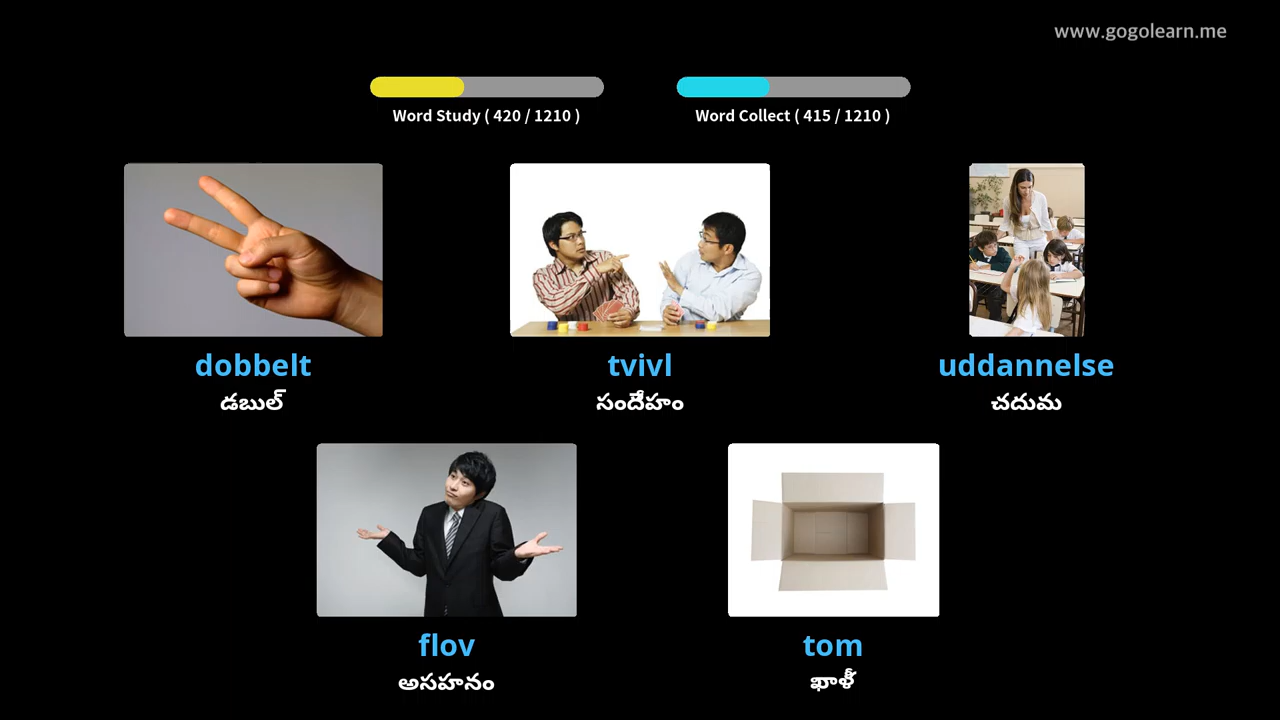 www.gogolearn.me
Word Study ( 420 / 1210 )
Word Collect ( 415 / 1210 )
dobbelt
డబుల్
tvivl
సందేహం
uddannelse
చదువు
flov
అసహనం
tom
ఖాళీ